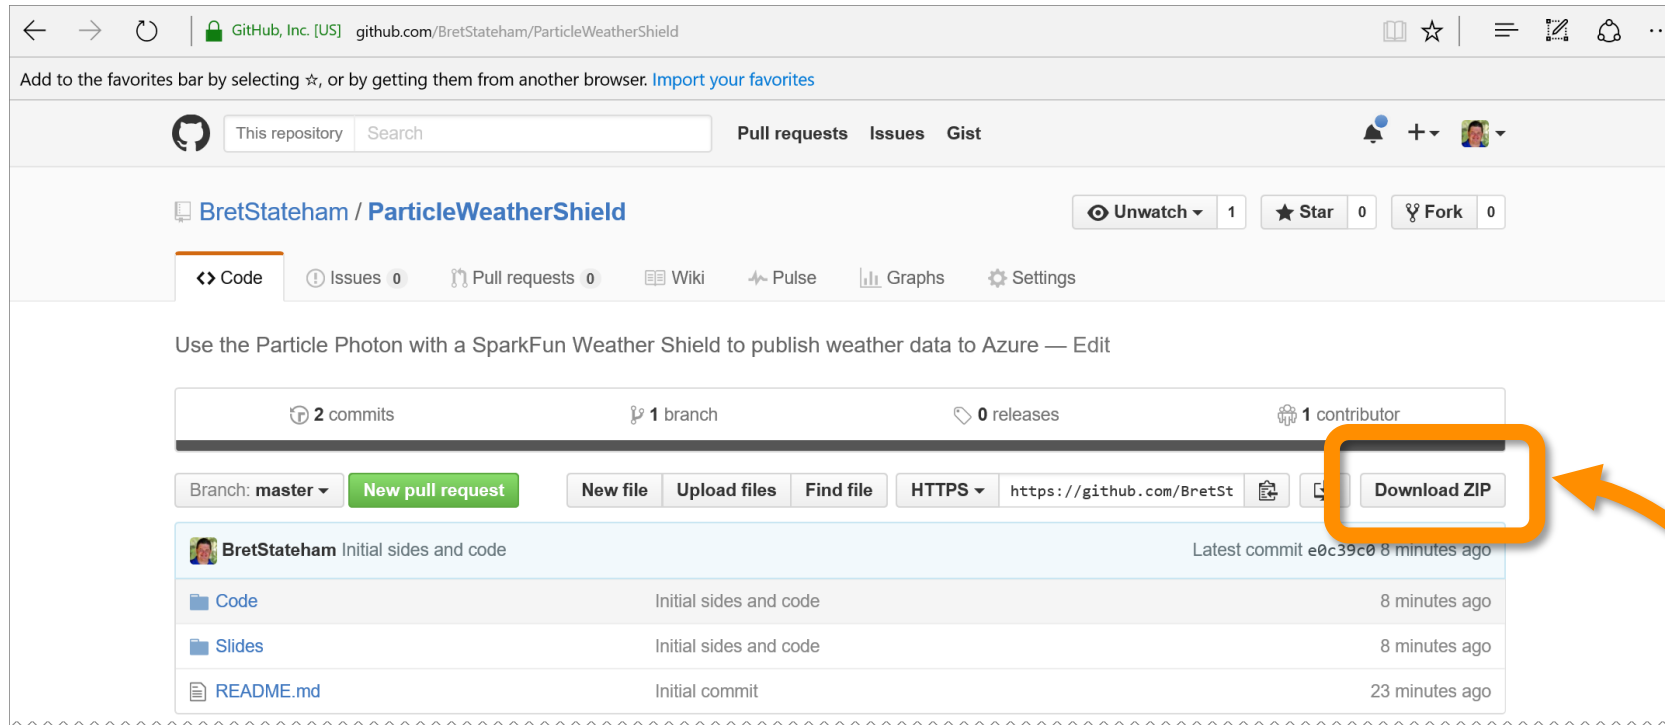 GitHub, Inc. [US] github.com/BretStateham/ParticleWeatherShield
Add to the favorites bar by selecting ☆, or by getting them from another browser. Import your favorites
This repository Search Pull requests Issues Gist
BretStateham / ParticleWeatherShield Unwatch 1 Star 0 Fork 0
Code Issues 0 Pull requests 0 Wiki Pulse Graphs Settings
Use the Particle Photon with a SparkFun Weather Shield to publish weather data to Azure — Edit
2 commits 1 branch 0 releases 1 contributor
Branch: master New pull request New file Upload files Find file HTTPS https://github.com/BretSt Download ZIP
BretStateham Initial sides and code Latest commit e0c39c0 8 minutes ago
Code Initial sides and code 8 minutes ago
Slides Initial sides and code 8 minutes ago
README.md Initial commit 23 minutes ago